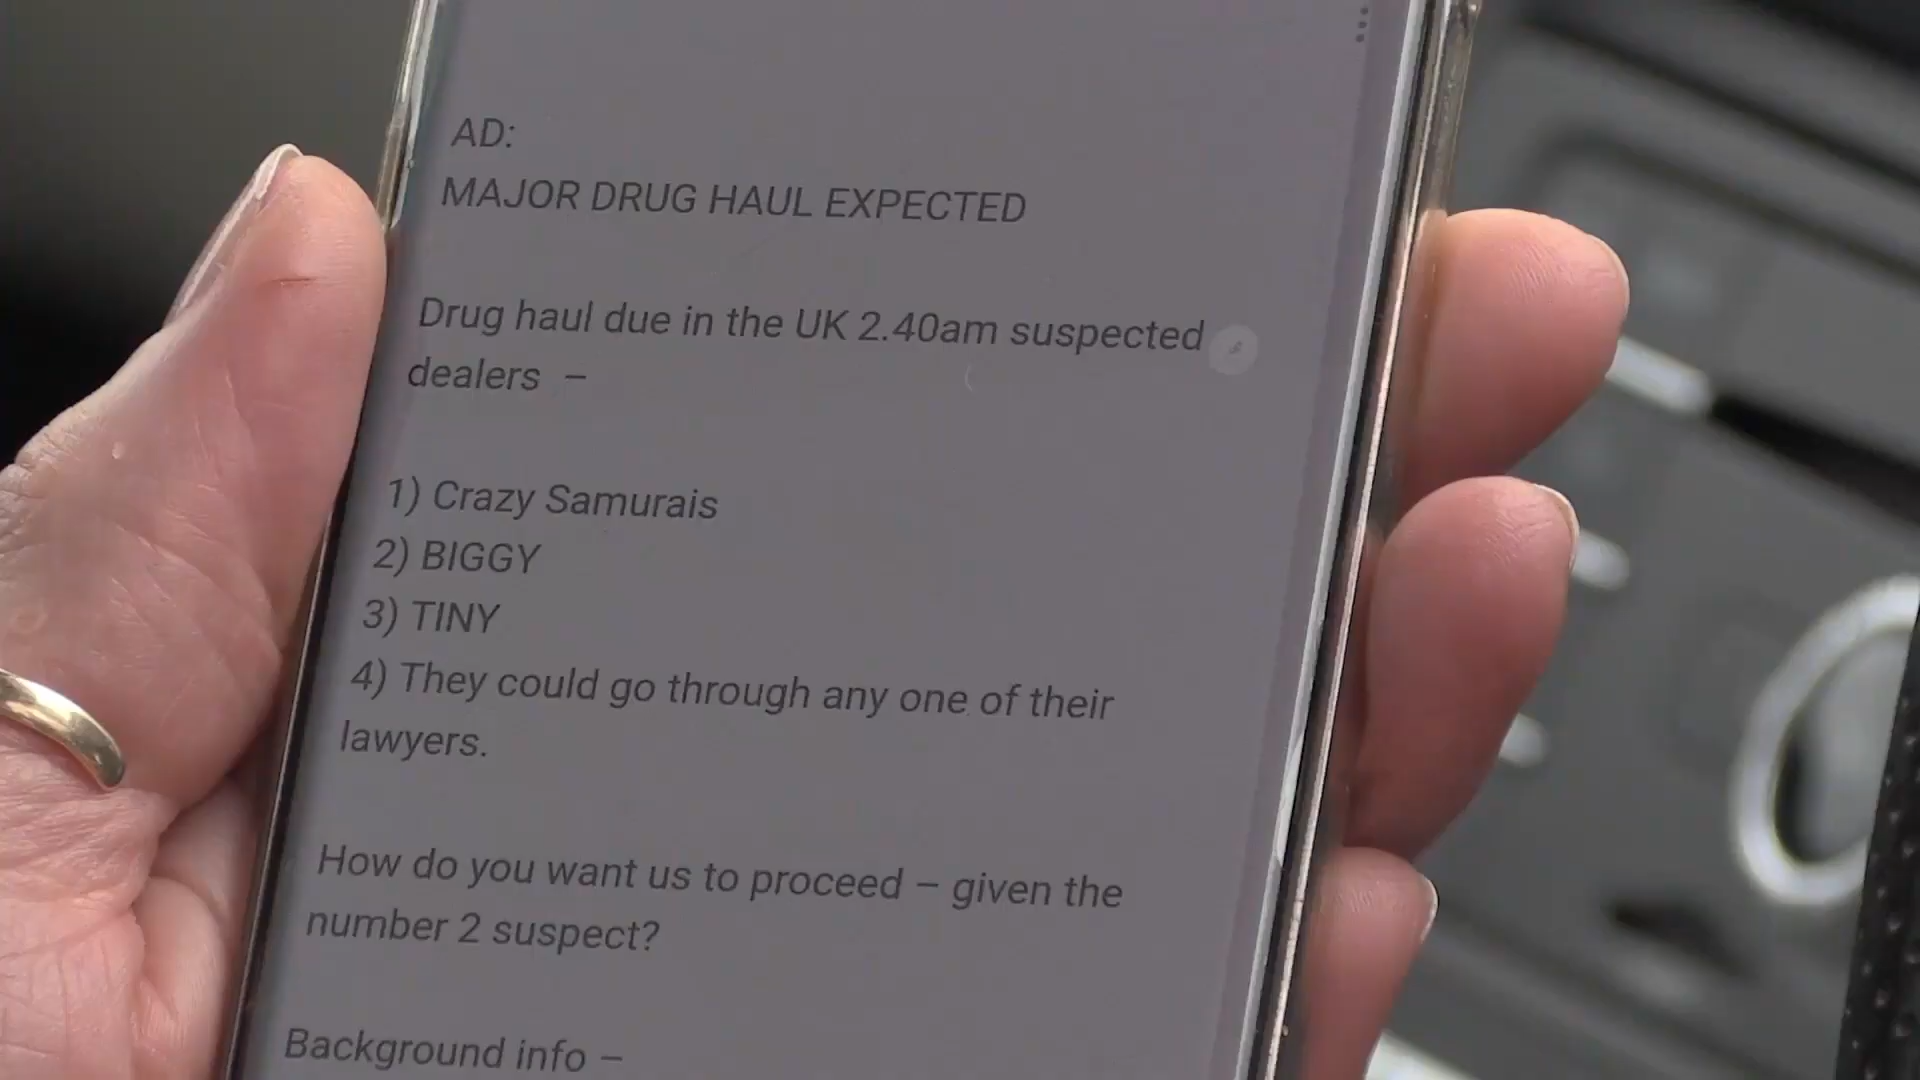 AD:
MAJOR DRUG HAUL EXPECTED
Drug haul due in the UK 2.40am suspected
dealers –
1) Crazy Samurais
2) BIGGY
3) TINY
4) They could go through any one of their
lawyers.
How do you want us to proceed – given the
number 2 suspect?
Background info –